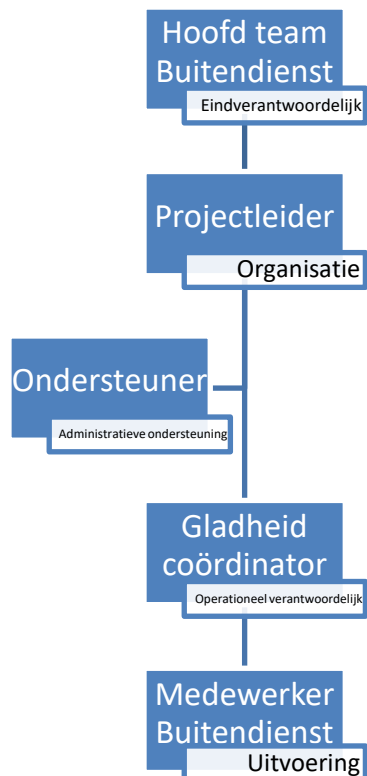 Hoofd team
Buitendienst
Eindverantwoordelijk
Projectleider
Organisatie
Ondersteuner
Administratieve ondersteuning
Gladheid
coördinator
Operationeel verantwoordelijk
Medewerker
Buitendienst
Uitvoering